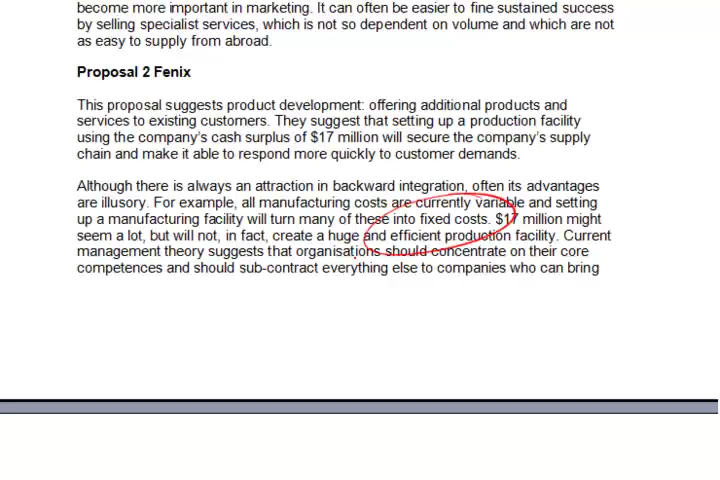 become more important in marketing. It can often be easier to fine sustained success
by selling specialist services, which is not so dependent on volume and which are not
as easy to supply from abroad.
Proposal 2 Fenix
This proposal suggests product development: offering additional products and
services to existing customers. They suggest that setting up a production facility
using the company's cash surplus of $17 million will secure the company's supply
chain and make it able to respond more quickly to customer demands.
Although there is always an attraction in backward integration, often its advantages
are illusory. For example, all manufacturing costs are currently variable and setting
up a manufacturing facility will turn many of these into fixed costs. $17 million might
seem a lot, but will not, in fact, create a huge and efficient production facility. Current
management theory suggests that organisations should concentrate on their core
competences and should sub-contract everything else to companies who can bring